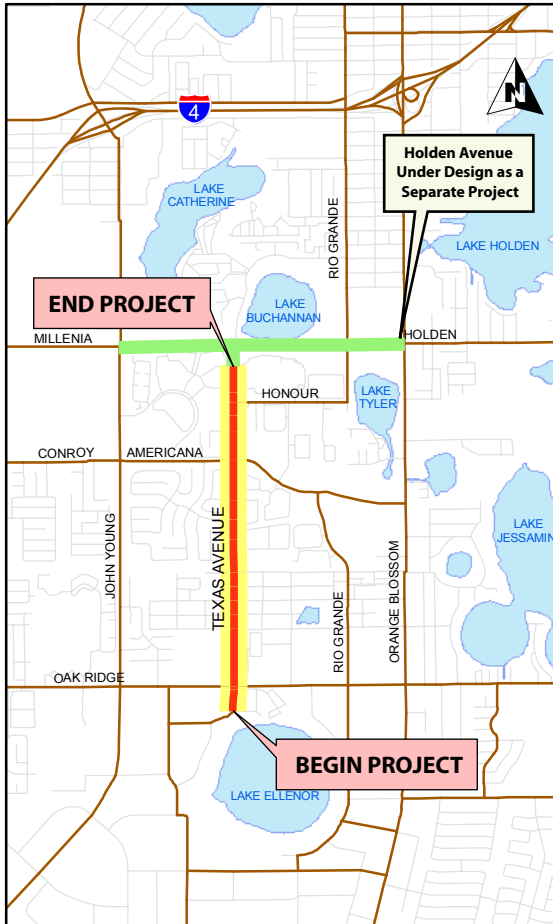 4
N
Holden Avenue
Under Design as a
Separate Project
LAKE
CATHERINE
RIO GRANDE
LAKE HOLDEN
END PROJECT
LAKE
BUCHANNAN
MILLENIA
HOLDEN
HONOUR
LAKE
TYLER
CONROY
AMERICANA
JOHN YOUNG
TEXAS AVENUE
LAKE
JESSAMIN
ORANGE BLOSSOM
RIO GRANDE
OAK RIDGE
BEGIN PROJECT
LAKE ELLENOR